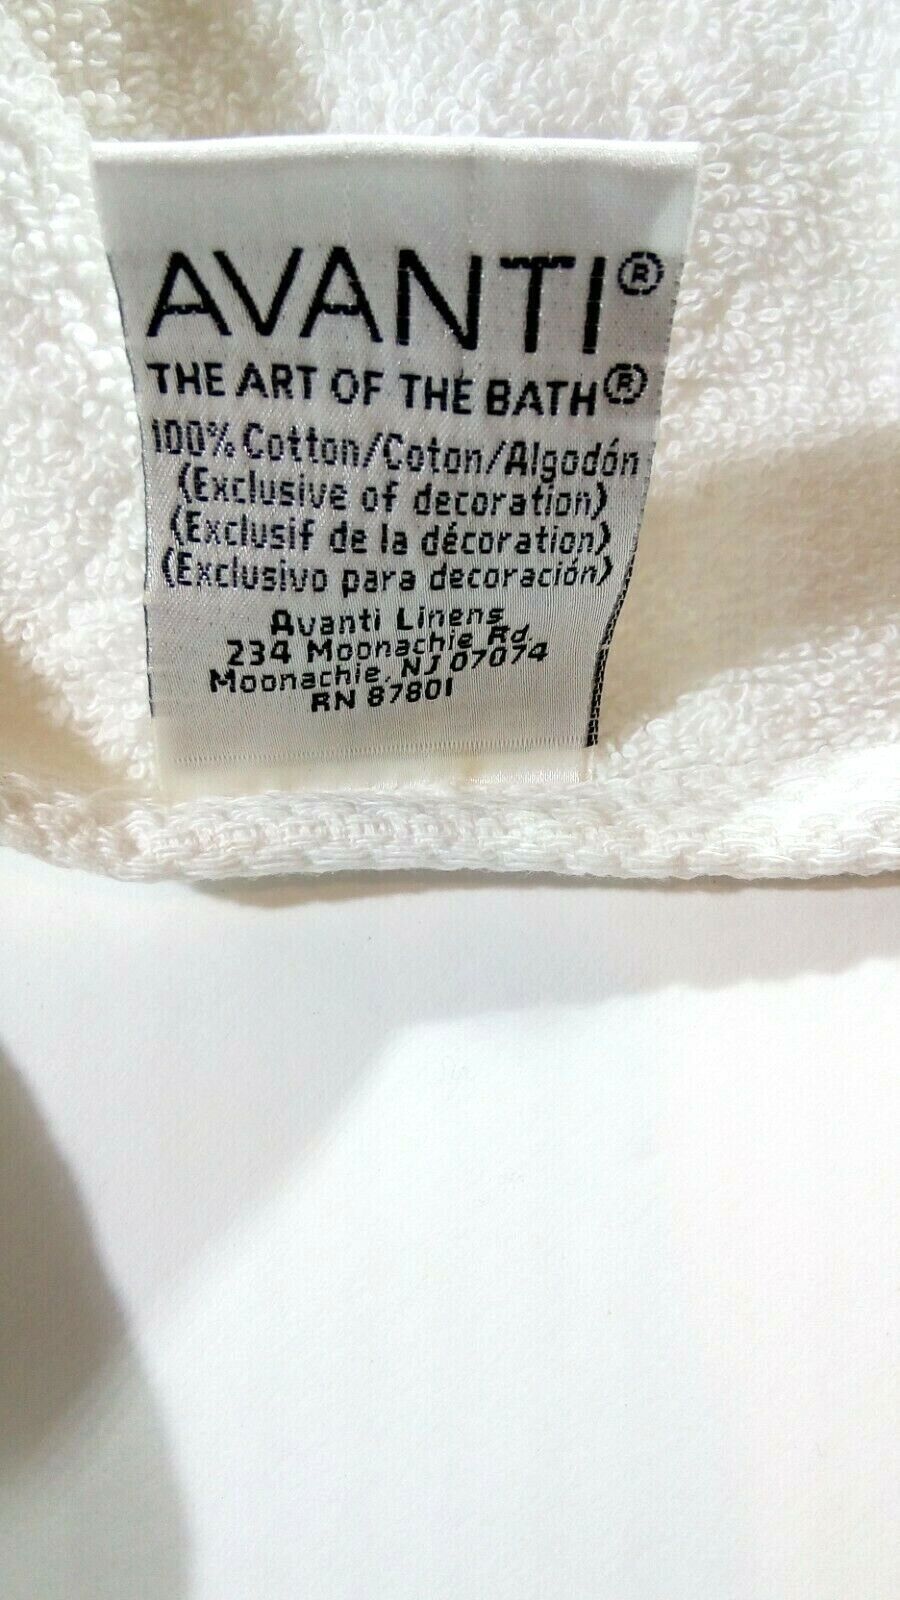 AVANTI®
THE ART OF THE BATH®
100% Cotton/Coton/Algodón
(Exclusive of decoration)
(Exclusif de la décoration)
(Exclusivo para decoración)
Avanti Linens
234 Moonachie Rd.
Moonachie, NJ 07074
RN 87801